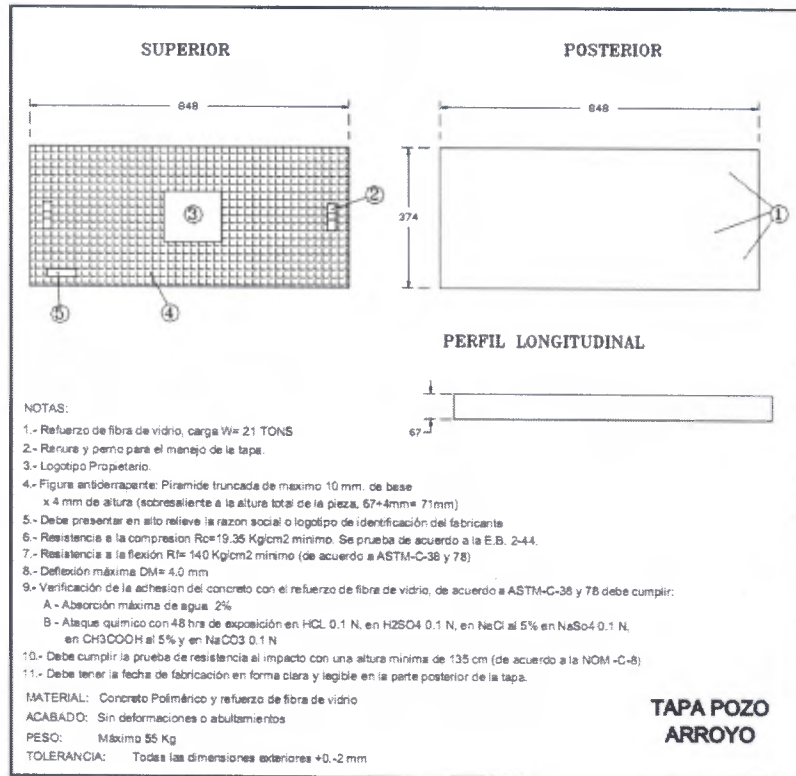 SUPERIOR
POSTERIOR
848
848
2
3
374
1
5
4
PERFIL LONGITUDINAL
67
NOTAS:
1.- Refuerzo de fibra de vidrio, carga W= 21 TONS
2.- Ranura y perno para el manejo de la tapa.
3.- Logotipo Propietario.
4.- Figura antiderrapante: Piramide truncada de maximo 10 mm. de base
x 4 mm de altura (sobresaliente a la altura total de la pieza, 67+4mm= 71mm)
5.- Debe presentar en alto relieve la razon social o logotipo de identificación del fabricante
6.- Resistencia a la compresion Rc=19.35 Kg/cm2 minimo. Se prueba de acuerdo a la E.B. 2-44.
7.- Resistencia a la flexión Rf= 140 Kg/cm2 minimo (de acuerdo a ASTM-C-38 y 78)
8.- Deflexión máxima DM= 4.0 mm
9.- Verificación de la adhesion del concreto con el refuerzo de fibra de vidrio, de acuerdo a ASTM-C-38 y 78 debe cumplir:
A - Absorción máxima de agua 2%
B - Ataque quimico con 48 hrs de exposición en HCL 0.1 N, en H2SO4 0.1 N, en NaCl al 5% en NaSo4 0.1 N,
en CH3COOH al 5% y en NaCO3 0.1 N
10.- Debe cumplir la prueba de resistencia al impacto con una altura minima de 135 cm (de acuerdo a la NOM -C-8)
11.- Debe tener la fecha de fabricación en forma clara y legible en la parte posterior de la tapa.
MATERIAL: Concreto Polimérico y refuerzo de fibra de vidrio
ACABADO: Sin deformaciones o abultamientos
PESO: Máximo 55 Kg
TOLERANCIA: Todas las dimensiones exteriores +0.-2 mm
TAPA POZO
ARROYO